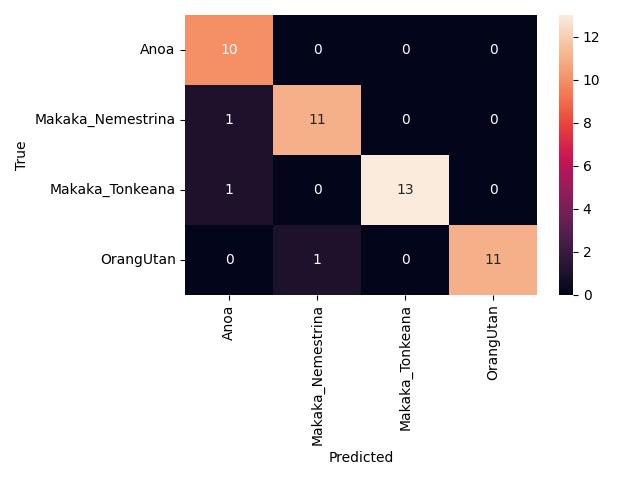 Anoa 10 0 0 0
Makaka_Nemestrina 1 11 0 0
Makaka_Tonkeana 1 0 13 0
OrangUtan 0 1 0 11
True
Anoa
Makaka_Nemestrina
Makaka_Tonkeana
OrangUtan
Predicted
12
10
8
6
4
2
0